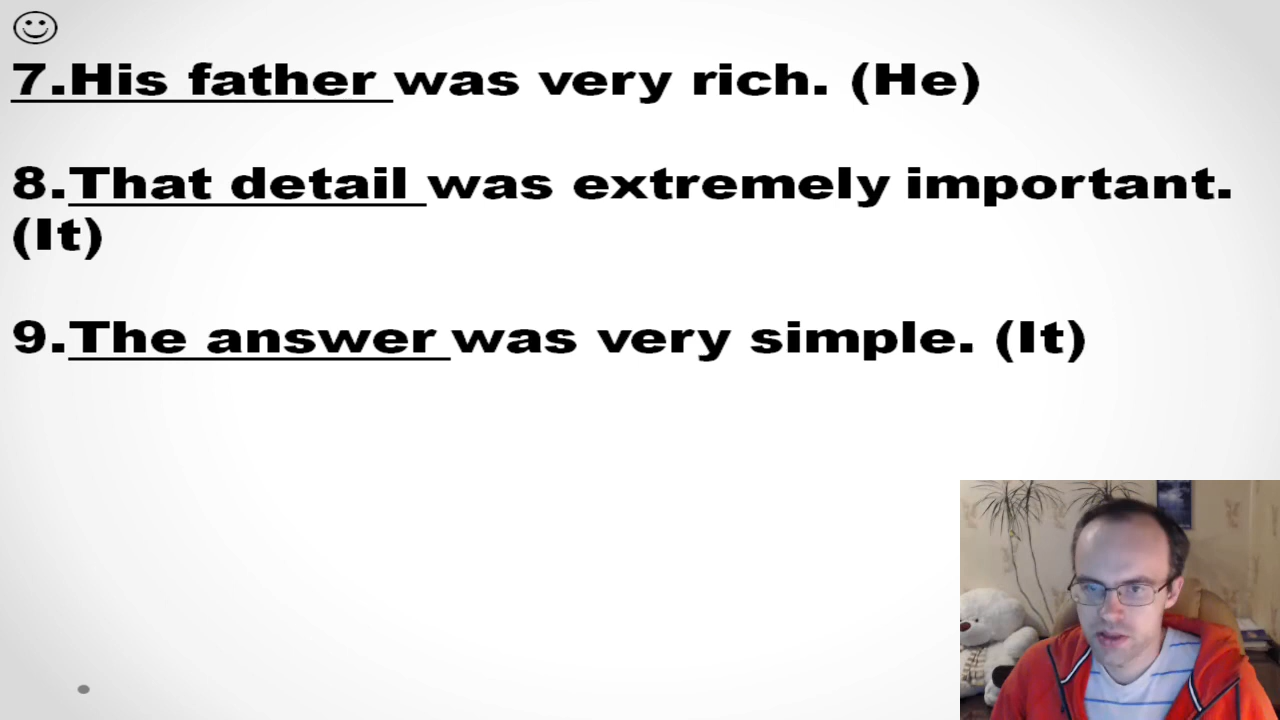 7.His father was very rich. (He)
8.That detail was extremely important.
(It)
9.The answer was very simple. (It)